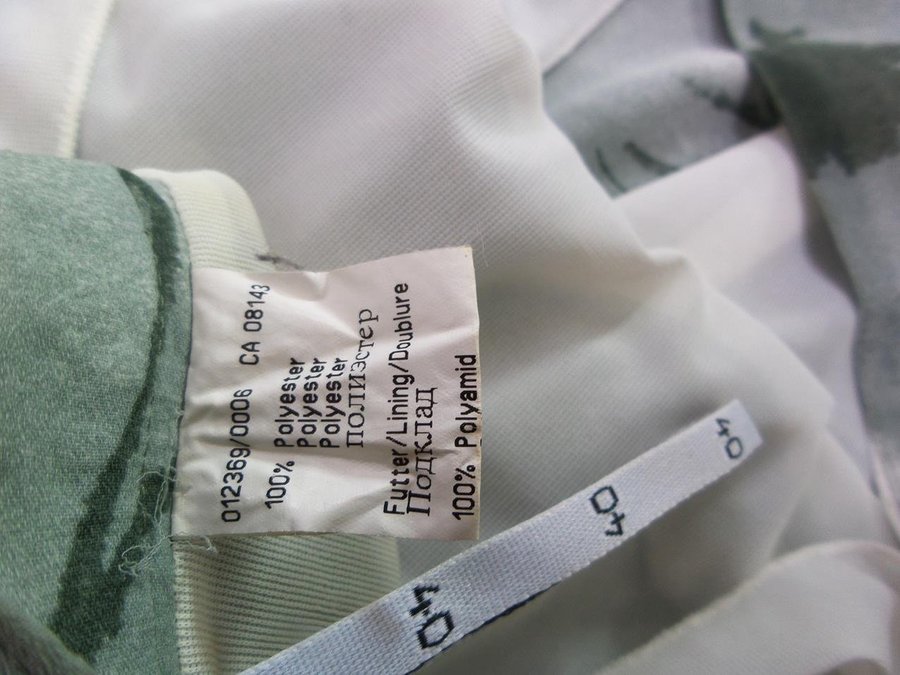 012369/0006 CA 08143
100% Polyester
Polyester
Polyester
полиэстер
Futter/Lining/Doublure
Подклад
100% Polyamid
40
40
40